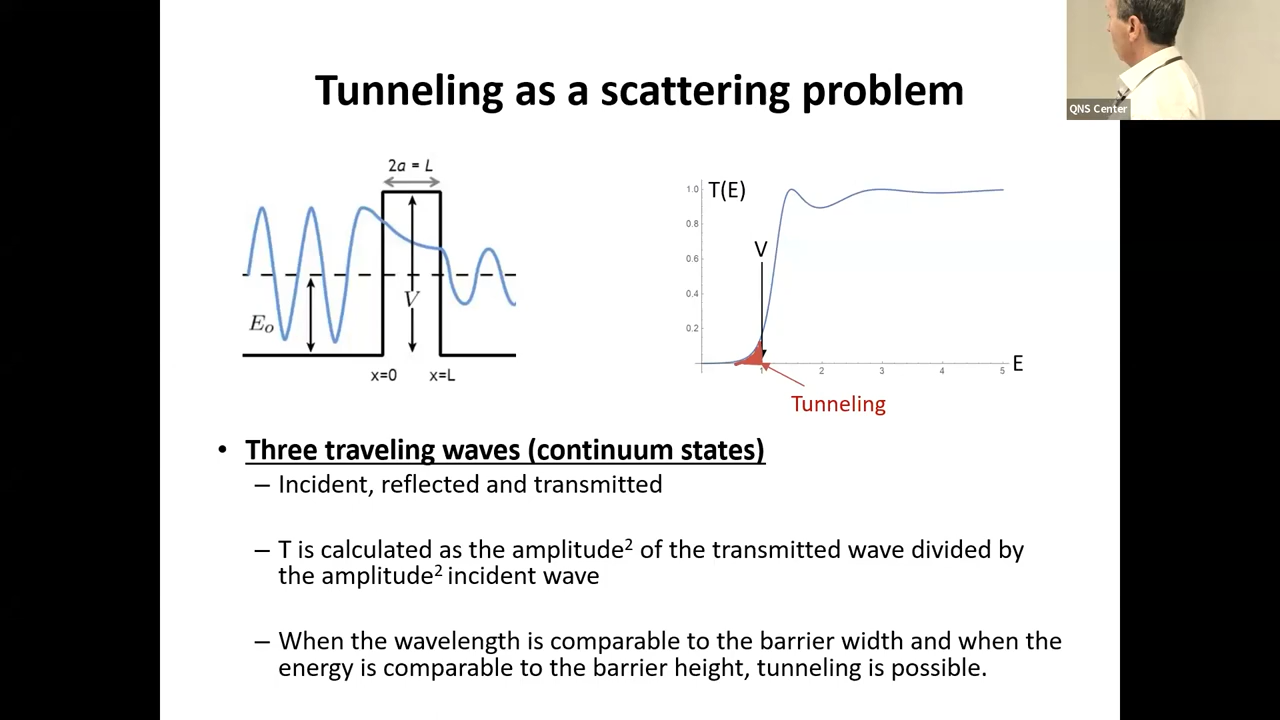 Tunneling as a scattering problem
QNS Center
2a = L
V
E₀
x=0
x=L
1.0
T(E)
0.8
V
0.6
0.4
0.2
1
2
3
4
5
E
Tunneling
• Three traveling waves (continuum states)
– Incident, reflected and transmitted
– T is calculated as the amplitude² of the transmitted wave divided by
the amplitude² incident wave
– When the wavelength is comparable to the barrier width and when the
energy is comparable to the barrier height, tunneling is possible.